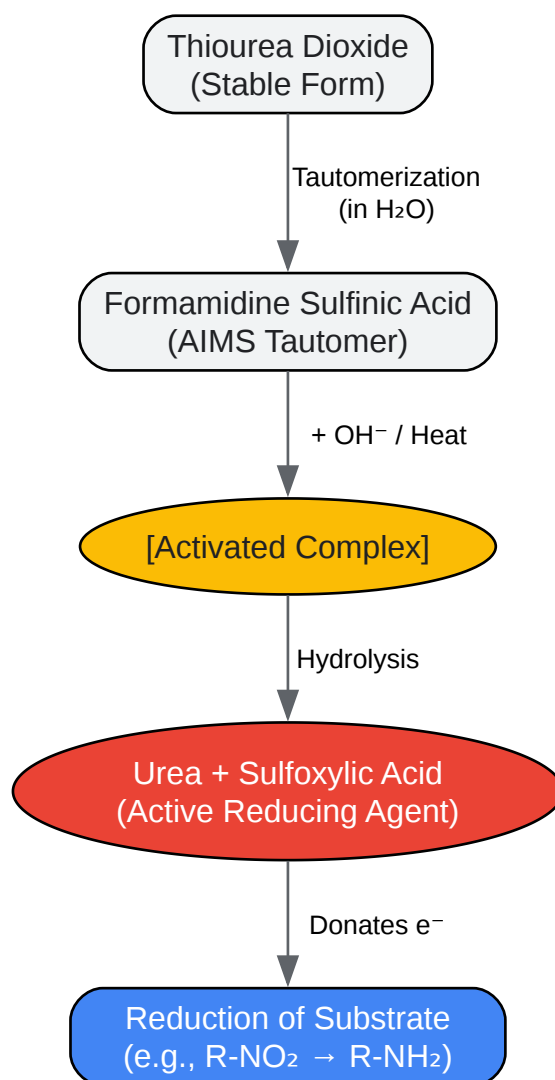 Thiourea Dioxide
(Stable Form)
Tautomerization
(in H₂O)
Formamidine Sulfinic Acid
(AIMS Tautomer)
+ OH⁻ / Heat
[Activated Complex]
Hydrolysis
Urea + Sulfoxylic Acid
(Active Reducing Agent)
Donates e⁻
Reduction of Substrate
(e.g., R-NO₂ → R-NH₂)